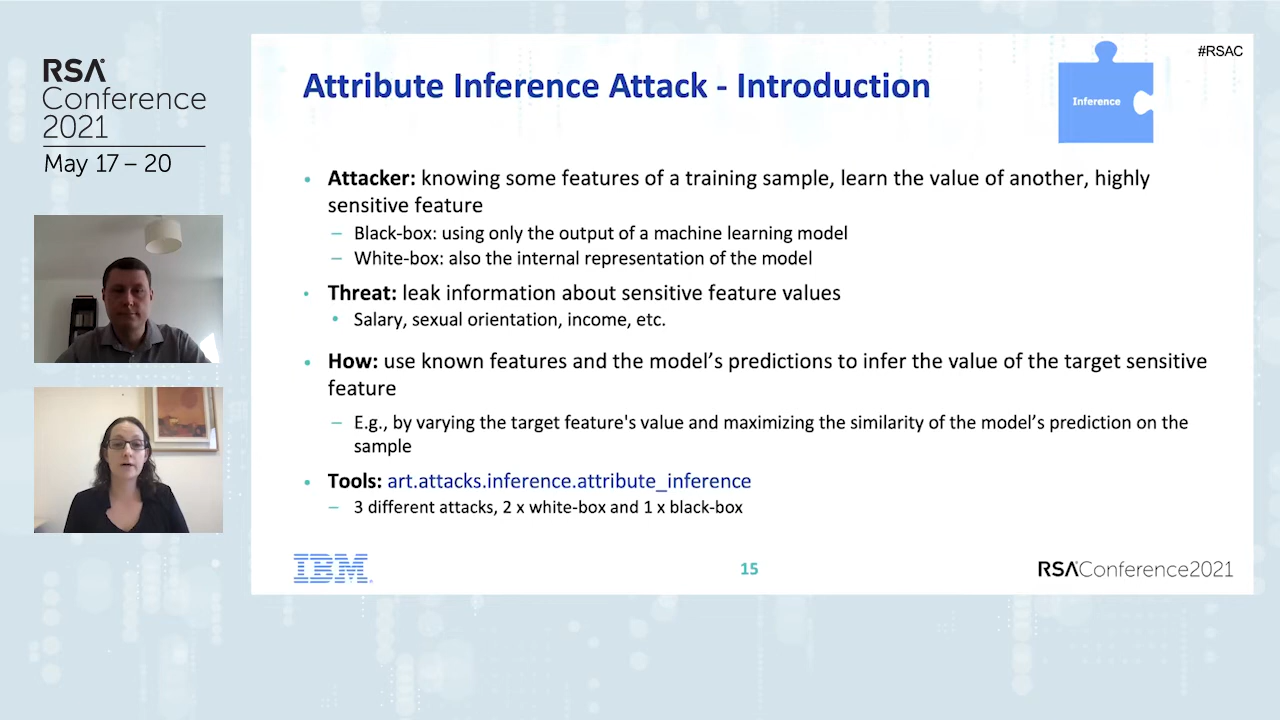 RSA
Conference
2021
May 17 – 20
#RSAC
Attribute Inference Attack - Introduction
Inference
• Attacker: knowing some features of a training sample, learn the value of another, highly
sensitive feature
– Black-box: using only the output of a machine learning model
– White-box: also the internal representation of the model
• Threat: leak information about sensitive feature values
• Salary, sexual orientation, income, etc.
• How: use known features and the model’s predictions to infer the value of the target sensitive
feature
– E.g., by varying the target feature's value and maximizing the similarity of the model’s prediction on the
sample
• Tools: art.attacks.inference.attribute_inference
– 3 different attacks, 2 x white-box and 1 x black-box
IBM
15
RSAConference2021